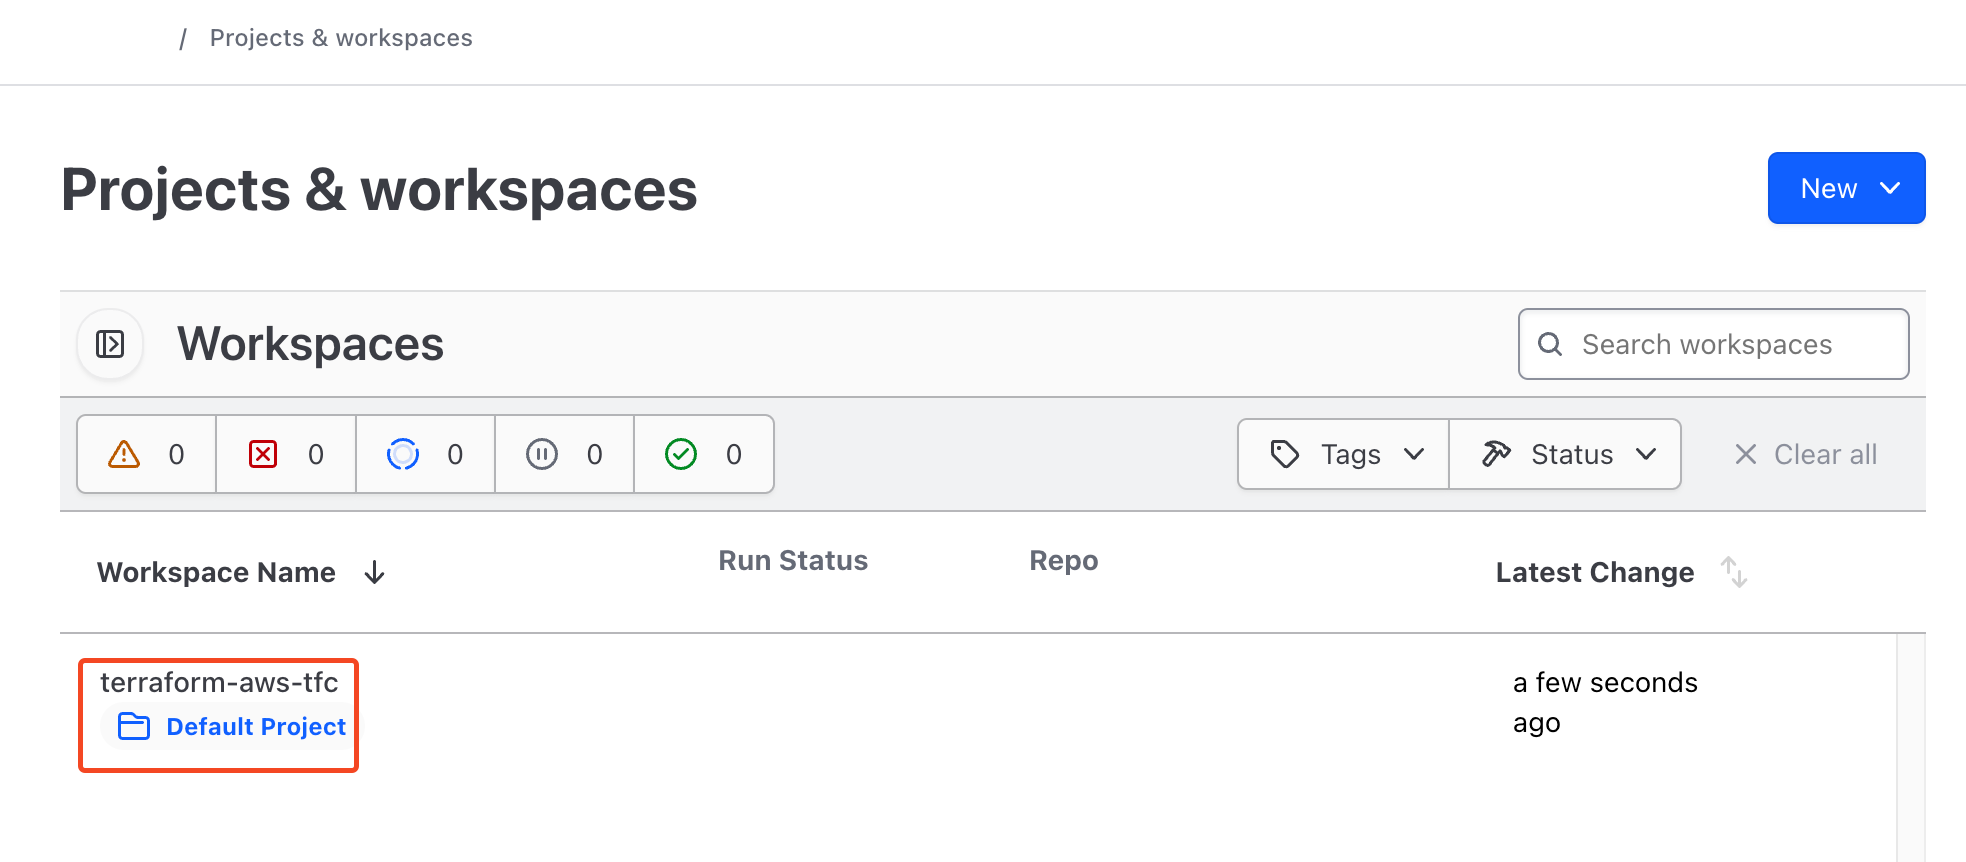 / Projects & workspaces
Projects & workspaces
New
Workspaces
Search workspaces
0 0 0 0 0
Tags Status Clear all
Workspace Name Run Status Repo Latest Change
terraform-aws-tfc a few seconds
Default Project ago